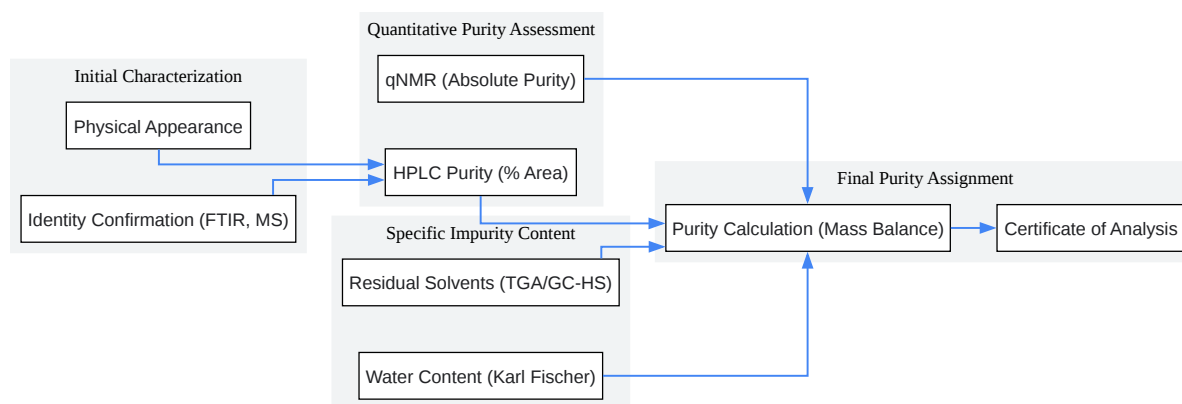 Initial Characterization
Physical Appearance
Identity Confirmation (FTIR, MS)
Quantitative Purity Assessment
qNMR (Absolute Purity)
HPLC Purity (% Area)
Specific Impurity Content
Residual Solvents (TGA/GC-HS)
Water Content (Karl Fischer)
Final Purity Assignment
Purity Calculation (Mass Balance)
Certificate of Analysis